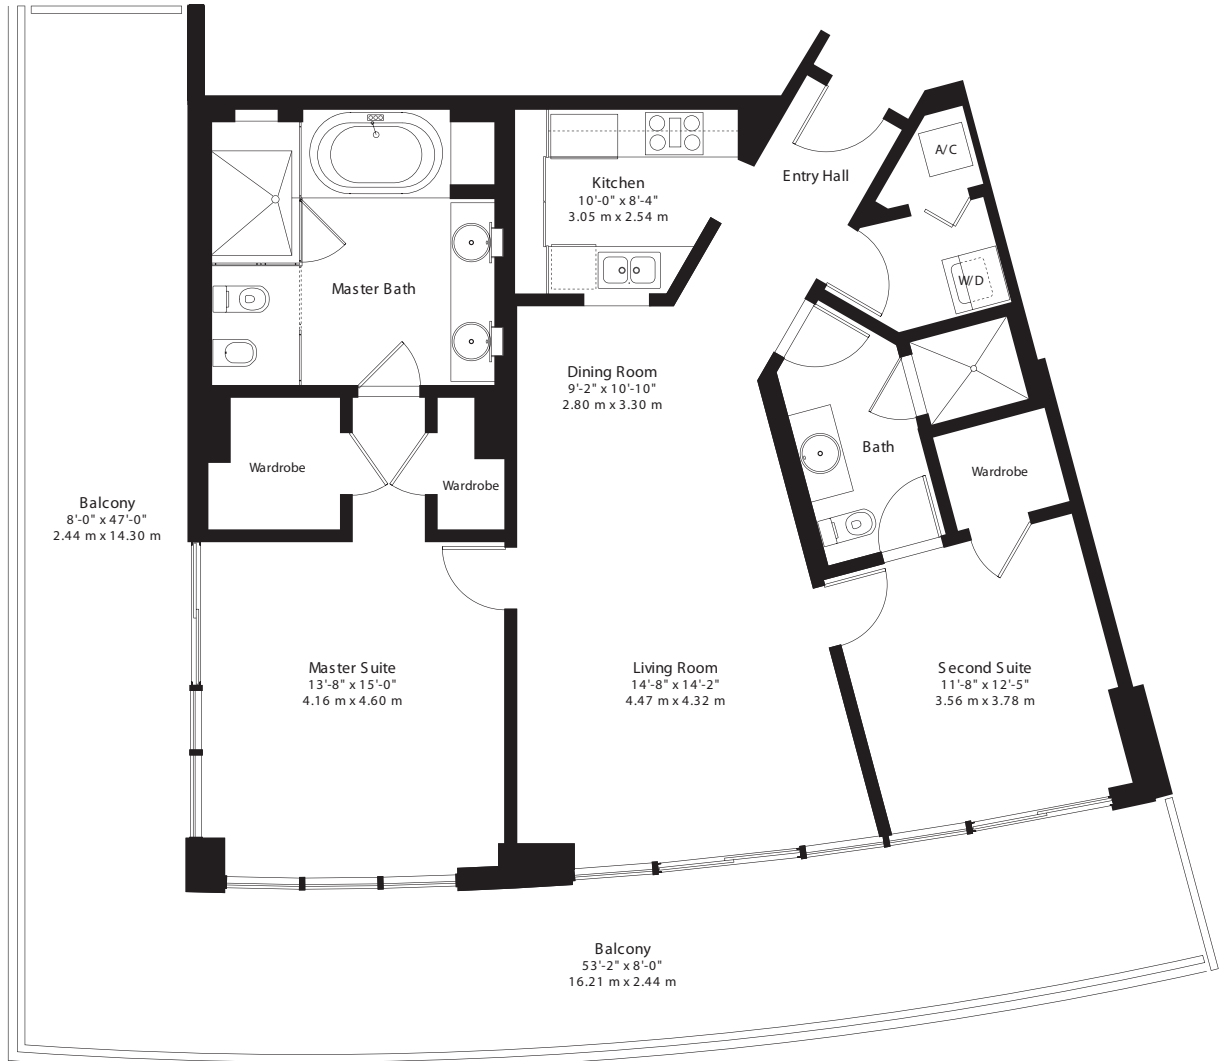 A/C
Entry Hall
Kitchen
10'-0" x 8'-4"
3.05 m x 2.54 m
W/D
Master Bath
Dining Room
9'-2" x 10'-10"
2.80 m x 3.30 m
Bath
Wardrobe
Wardrobe
Wardrobe
Balcony
8'-0" x 47'-0"
2.44 m x 14.30 m
Master Suite
13'-8" x 15'-0"
4.16 m x 4.60 m
Living Room
14'-8" x 14'-2"
4.47 m x 4.32 m
Second Suite
11'-8" x 12'-5"
3.56 m x 3.78 m
Balcony
53'-2" x 8'-0"
16.21 m x 2.44 m